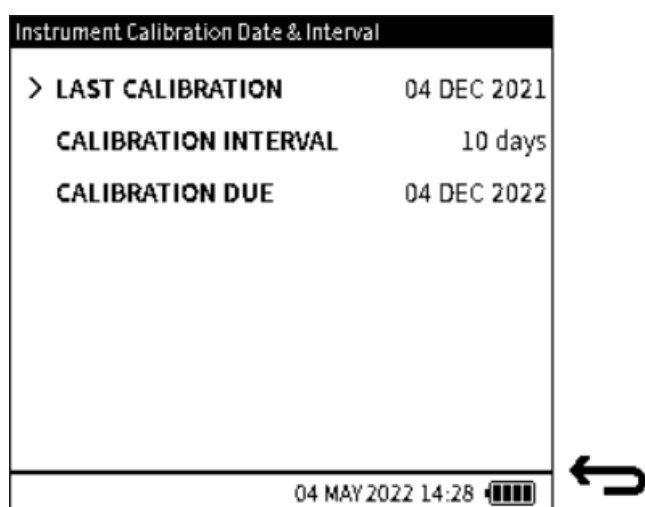 Instrument Calibration Date & Interval
> LAST CALIBRATION 04 DEC 2021
CALIBRATION INTERVAL 10 days
CALIBRATION DUE 04 DEC 2022
04 MAY 2022 14:28